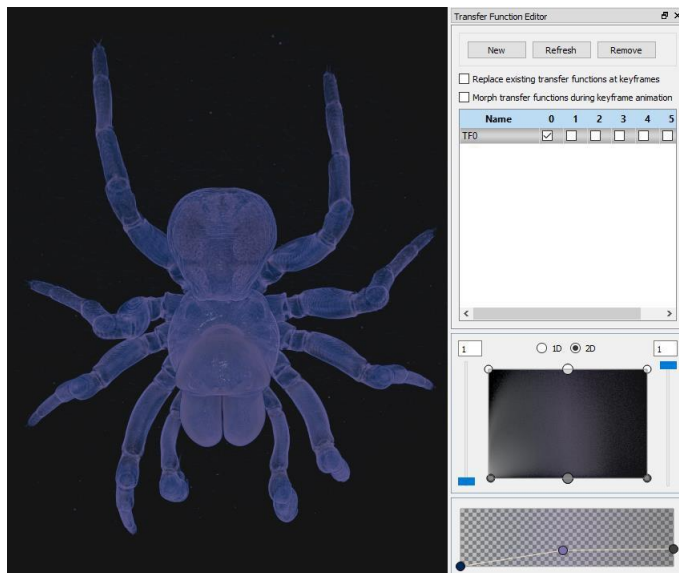 Transfer Function Editor
New Refresh Remove
Replace existing transfer functions at keyframes
Morph transfer functions during keyframe animation
Name 0 1 2 3 4 5
TF0
1 1D 2D 1